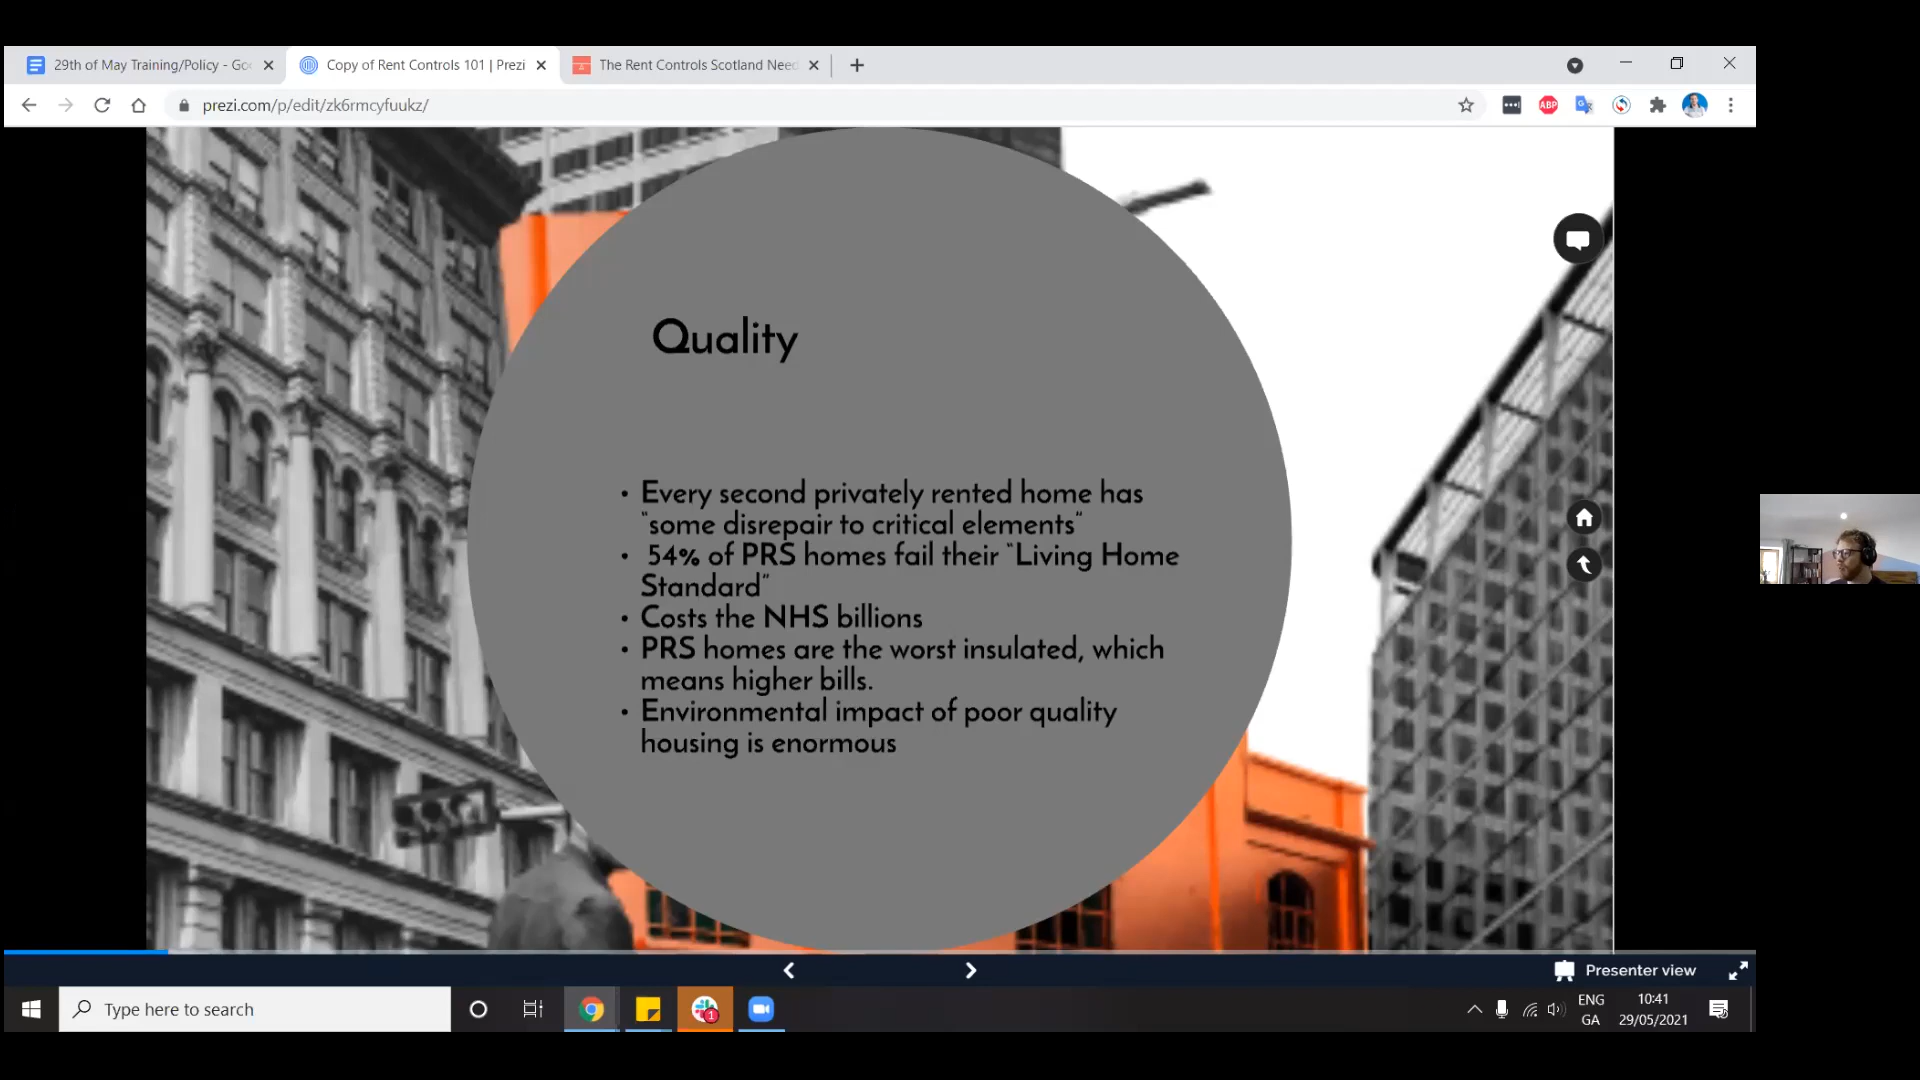 29th of May Training/Policy - Go
Copy of Rent Controls 101 | Prezi
The Rent Controls Scotland Need
prezi.com/p/edit/zk6rmcyfuukz/
ABP
Quality
• Every second privately rented home has
"some disrepair to critical elements"
• 54% of PRS homes fail their "Living Home
Standard"
• Costs the NHS billions
• PRS homes are the worst insulated, which
means higher bills.
• Environmental impact of poor quality
housing is enormous
Presenter view
Type here to search
1
ENG
GA
10:41
29/05/2021